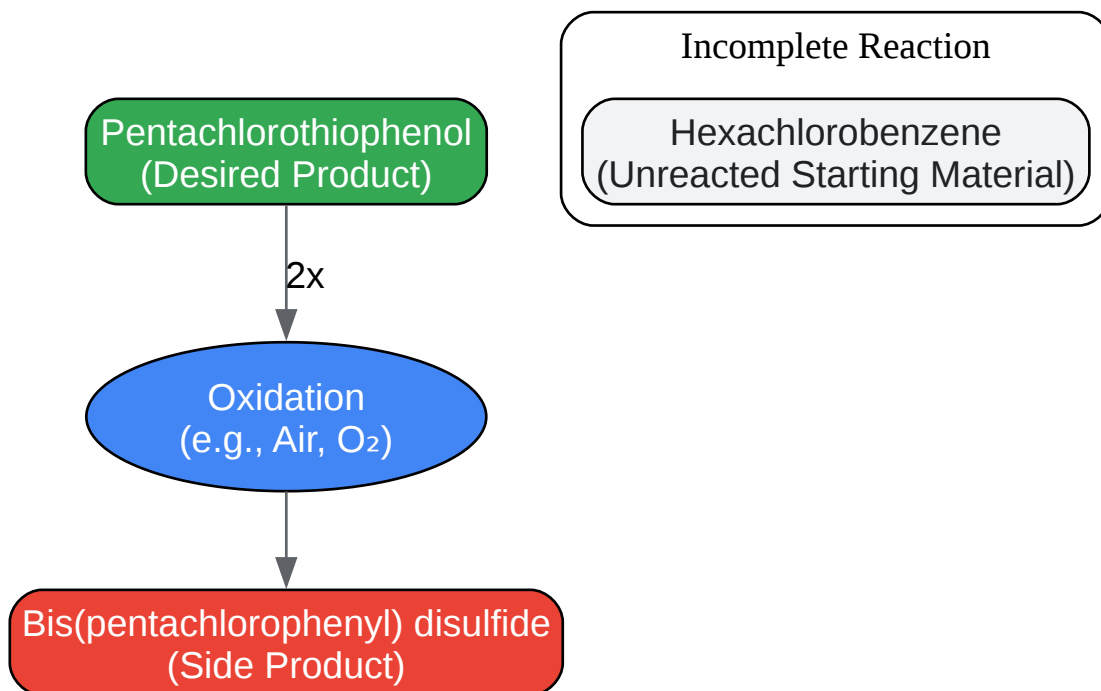 Incomplete Reaction
Pentachlorothiophenol
(Desired Product)
Hexachlorobenzene
(Unreacted Starting Material)
2x
Oxidation
(e.g., Air, O₂)
Bis(pentachlorophenyl) disulfide
(Side Product)